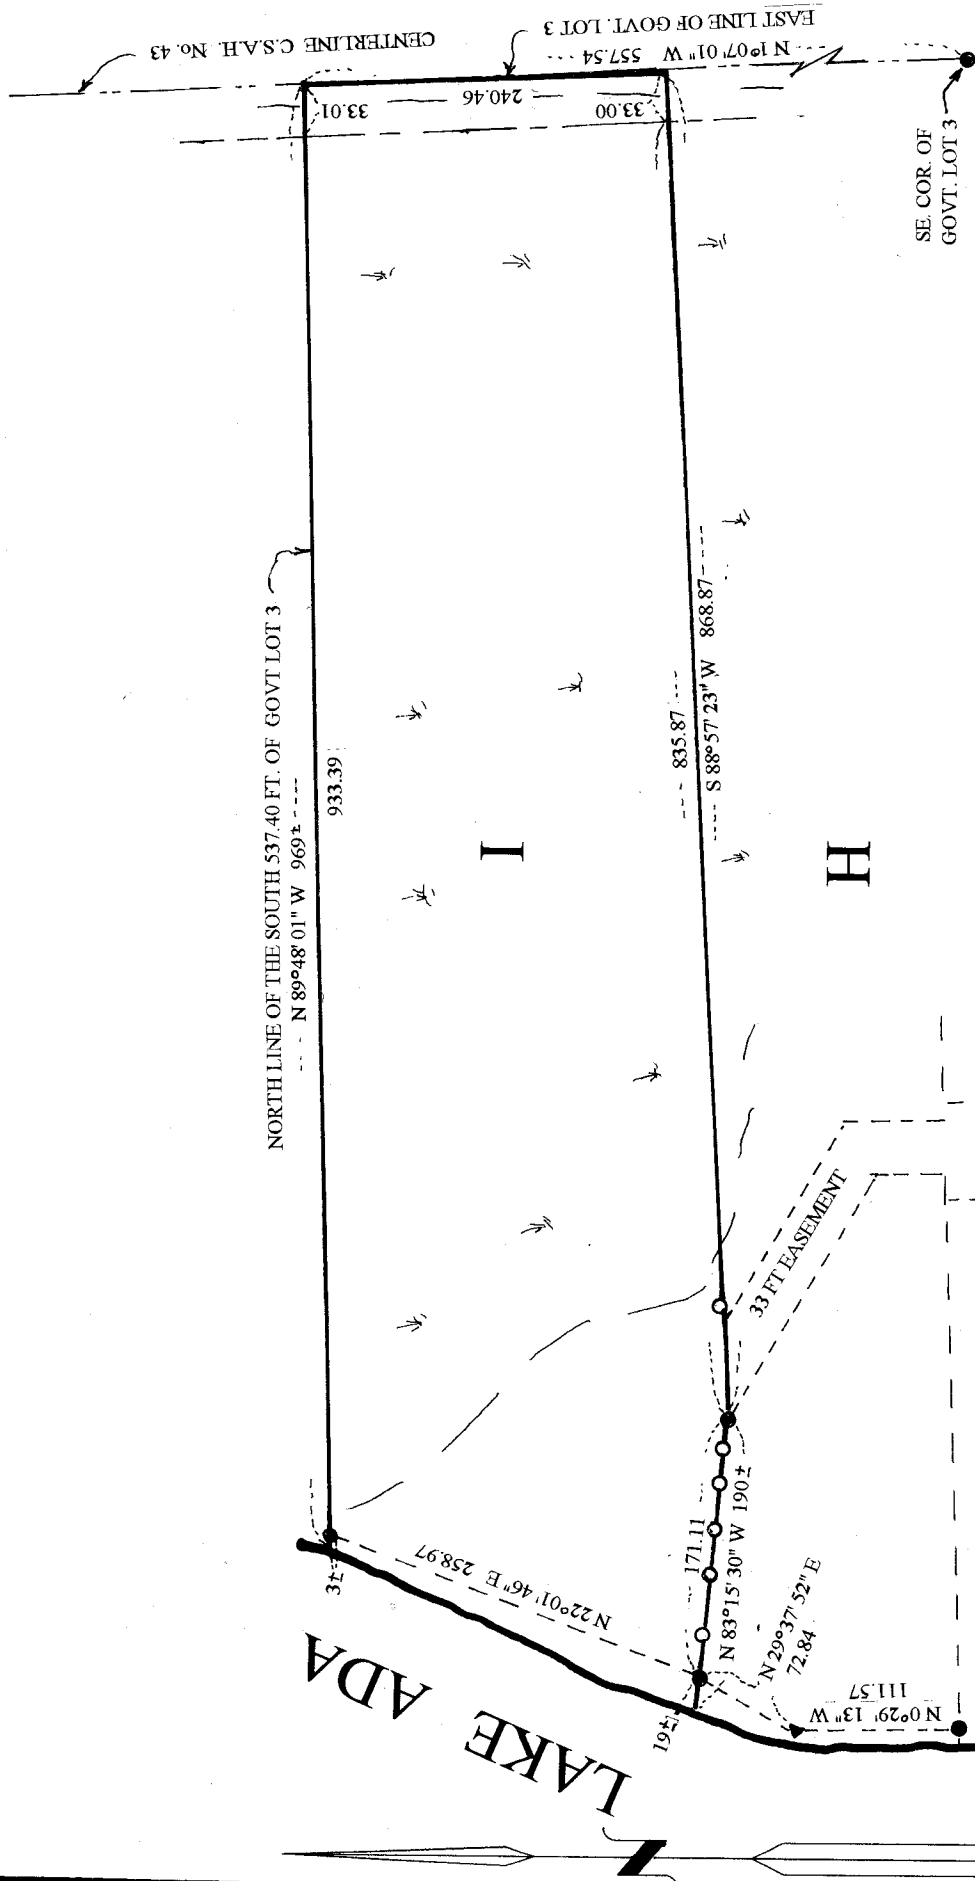 CENTERLINE C.S.A.H. No. 43
EAST LINE OF GOVT. LOT 3
N 1°07'01" W 557.54
33.01
240.46
33.00
SE. COR. OF
GOVT. LOT 3
NORTH LINE OF THE SOUTH 537.40 FT. OF GOVT LOT 3
N 89°48'01" W 969±
933.39
I
835.87
S 88°57'23" W 868.87
H
33 FT EASEMENT
3±
N 22°01'46" E 258.97
171.11
N 83°15'30" W 190±
N 29°37'52" E
72.84
19±
N 0°29'13" W
111.57
LAKE ADA
N